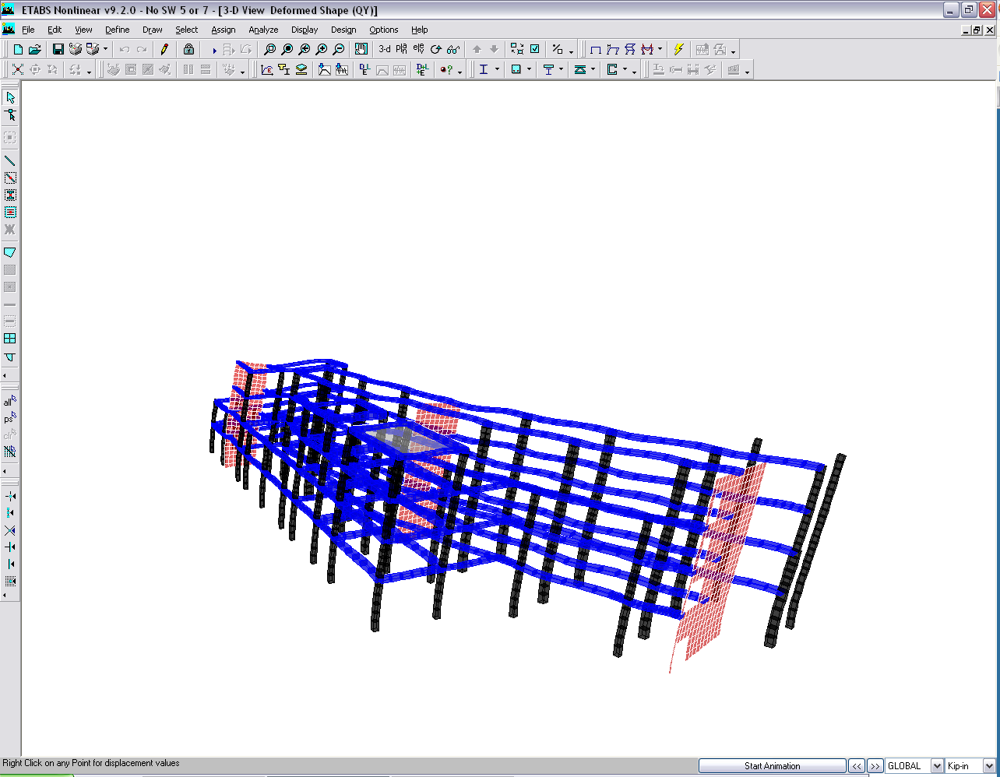 ETABS Nonlinear v9.2.0 - No SW 5 or 7 - [3-D View  Deformed Shape (QY)]
File Edit View Define Draw Select Assign Analyze Display Design Options Help
3-d
all
ps
clr
Right Click on any Point for displacement values
Start Animation << >> GLOBAL Kip-in